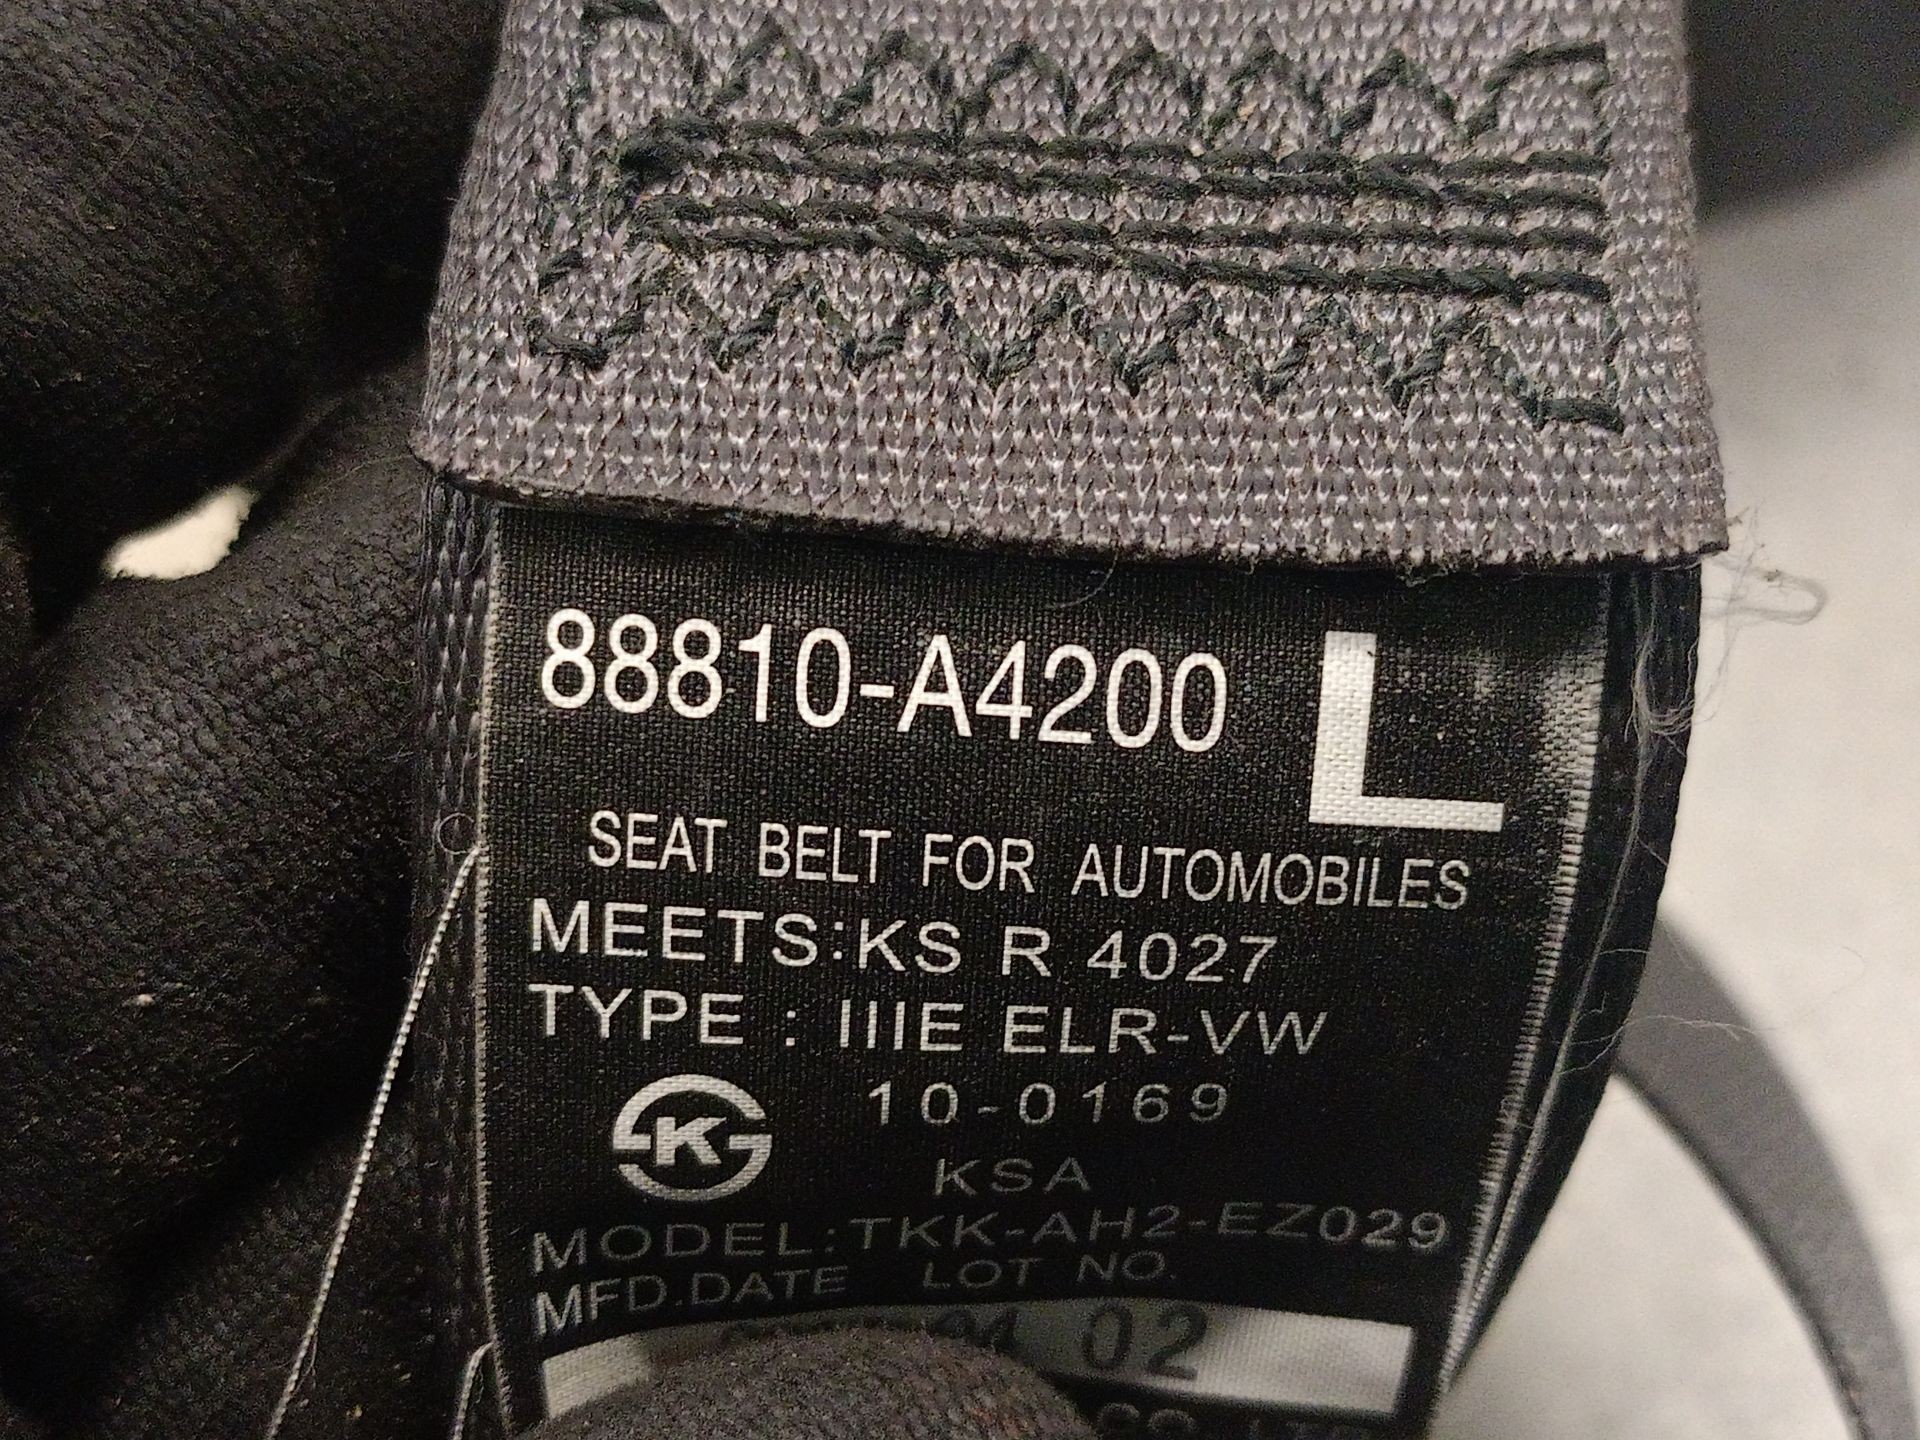 88810-A4200 L
SEAT BELT FOR AUTOMOBILES
MEETS:KS R 4027
TYPE : IIIE ELR-VW
K 10-0169
KSA
MODEL:TKK-AH2-EZ029
MFD.DATE LOT NO.
02